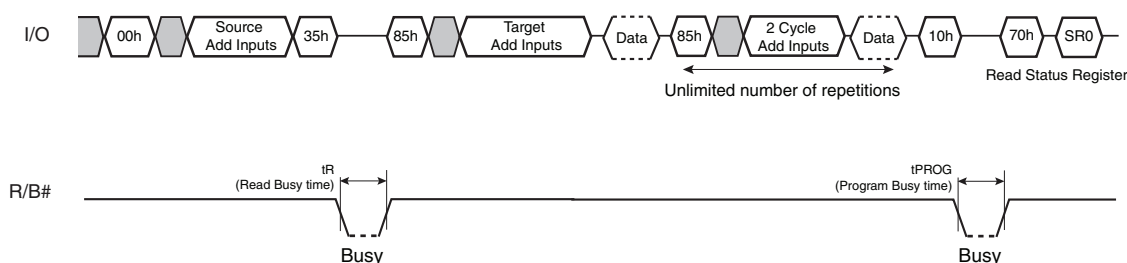 I/O
00h
Source
Add Inputs
35h
85h
Target
Add Inputs
Data
85h
2 Cycle
Add Inputs
Data
10h
70h
SR0
Unlimited number of repetitions
Read Status Register
R/B#
tR
(Read Busy time)
Busy
tPROG
(Program Busy time)
Busy